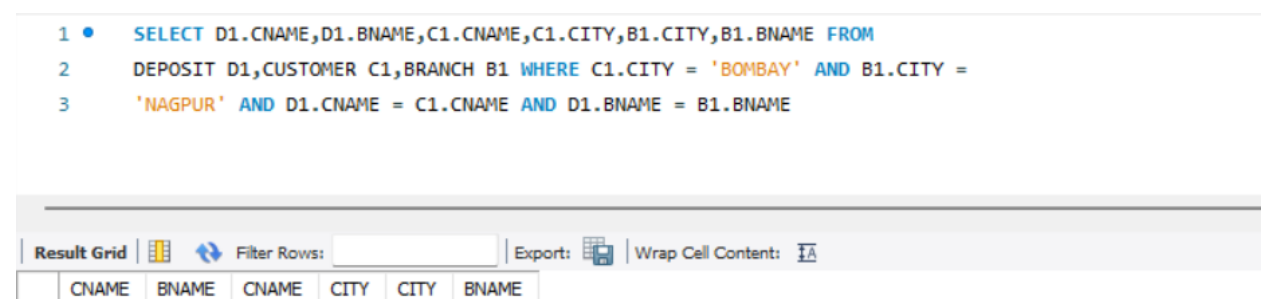 1 SELECT D1.CNAME,D1.BNAME,C1.CNAME,C1.CITY,B1.CITY,B1.BNAME FROM
2 DEPOSIT D1,CUSTOMER C1,BRANCH B1 WHERE C1.CITY = 'BOMBAY' AND B1.CITY =
3 'NAGPUR' AND D1.CNAME = C1.CNAME AND D1.BNAME = B1.BNAME
Result Grid Filter Rows: Export: Wrap Cell Content: IA
CNAME BNAME CNAME CITY CITY BNAME